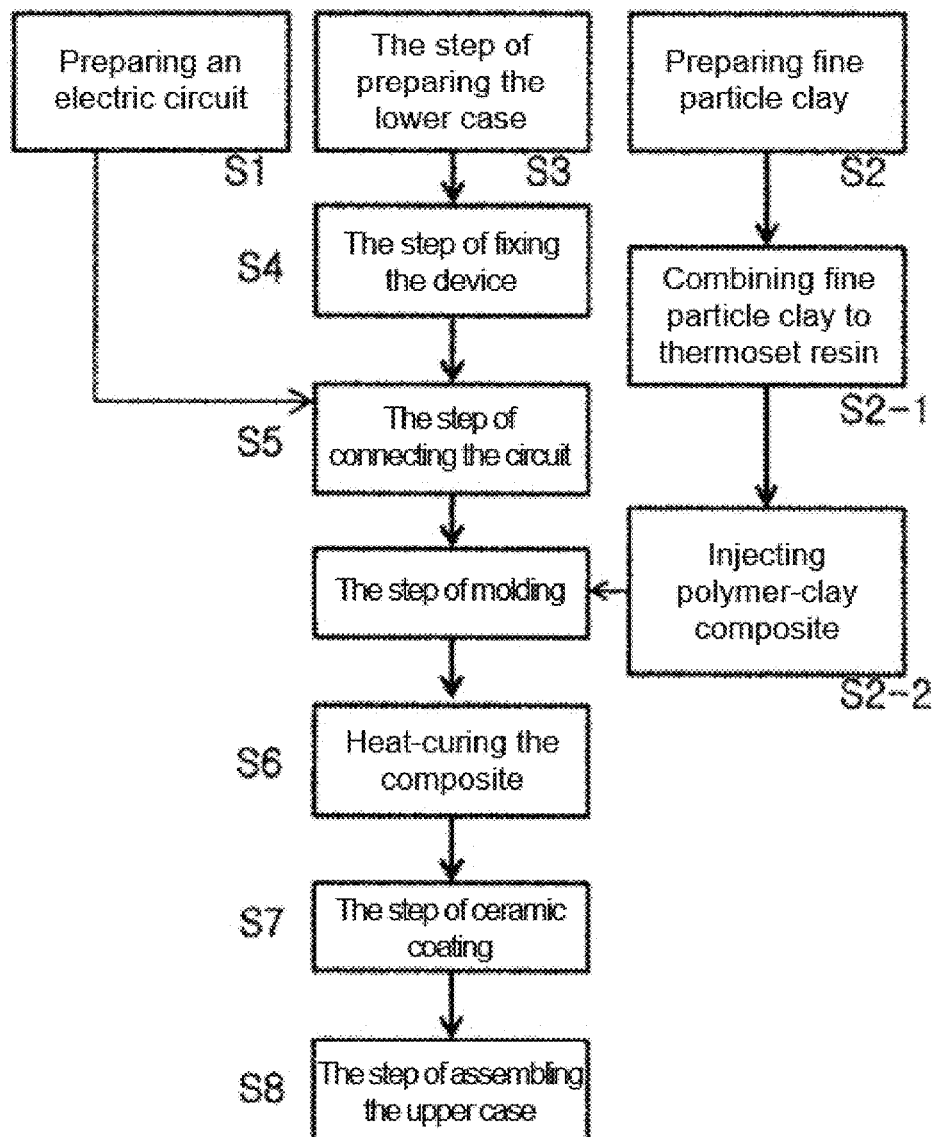 Preparing an
electric circuit
S1
The step of
preparing the
lower case
S3
Preparing fine
particle clay
S2
S4
The step of fixing
the device
Combining fine
particle clay to
thermoset resin
S2-1
S5
The step of
connecting the circuit
The step of molding
Injecting
polymer-clay
composite
S2-2
S6
Heat-curing the
composite
S7
The step of ceramic
coating
S8
The step of assembling
the upper case